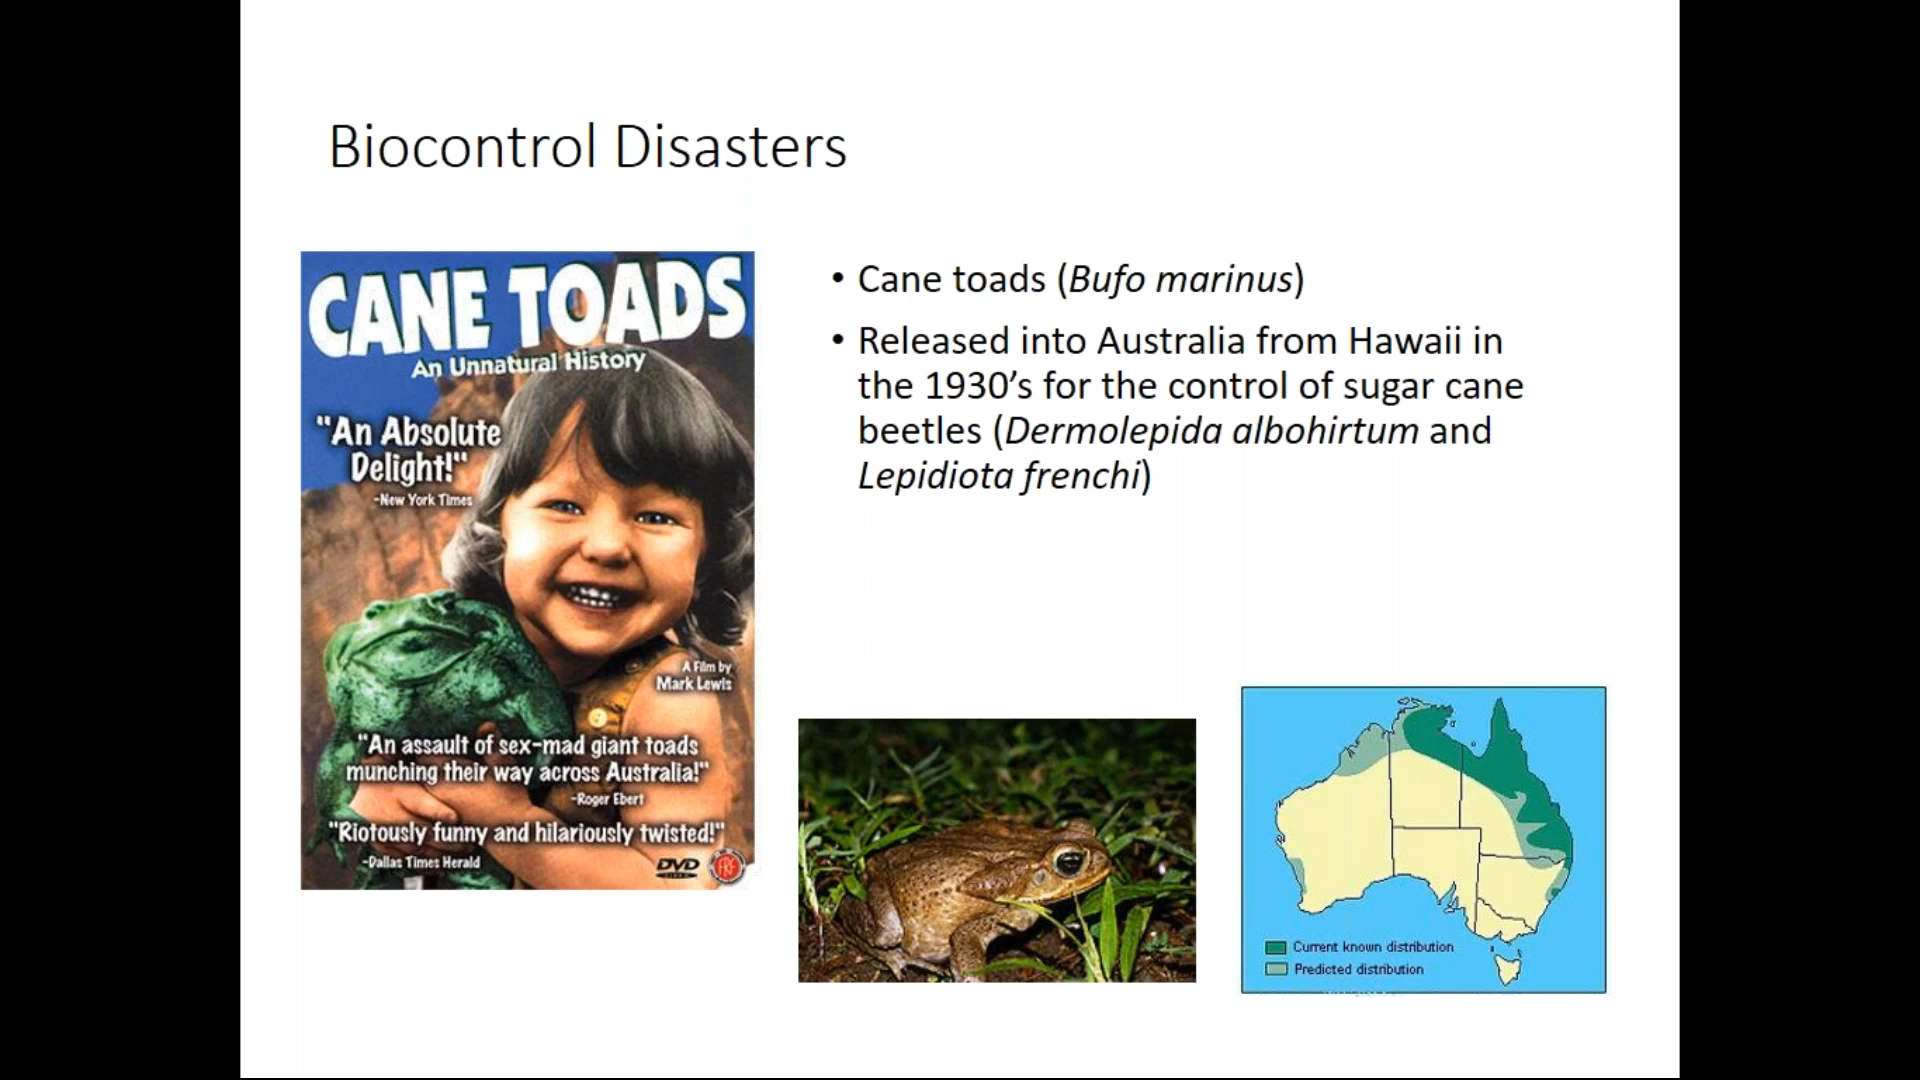 Biocontrol Disasters
CANE TOADS
An Unnatural History
"An Absolute
Delight!"
-New York Times
A Film by
Mark Lewis
"An assault of sex-mad giant toads
munching their way across Australia!"
-Roger Ebert
"Riotously funny and hilariously twisted!"
-Dallas Times Herald
DVD
VIDEO
FRF
• Cane toads (Bufo marinus)
• Released into Australia from Hawaii in
the 1930’s for the control of sugar cane
beetles (Dermolepida albohirtum and
Lepidiota frenchi)
Current known distribution
Predicted distribution